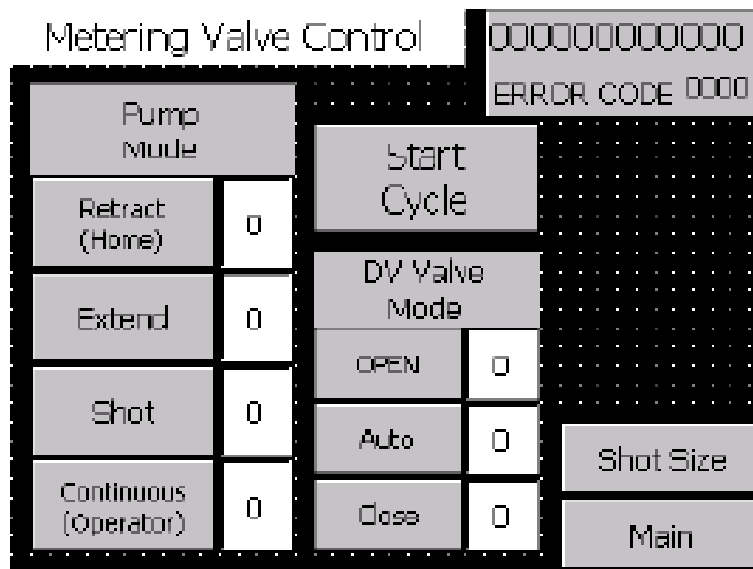 Metering Valve Control
000000000000
ERROR CODE 0000
Pump
Mode
Retract
(Home)
0
Extend
0
Shot
0
Continuous
(Operator)
0
Start
Cycle
DV Valve
Mode
OPEN
0
Auto
0
Close
0
Shot Size
Main